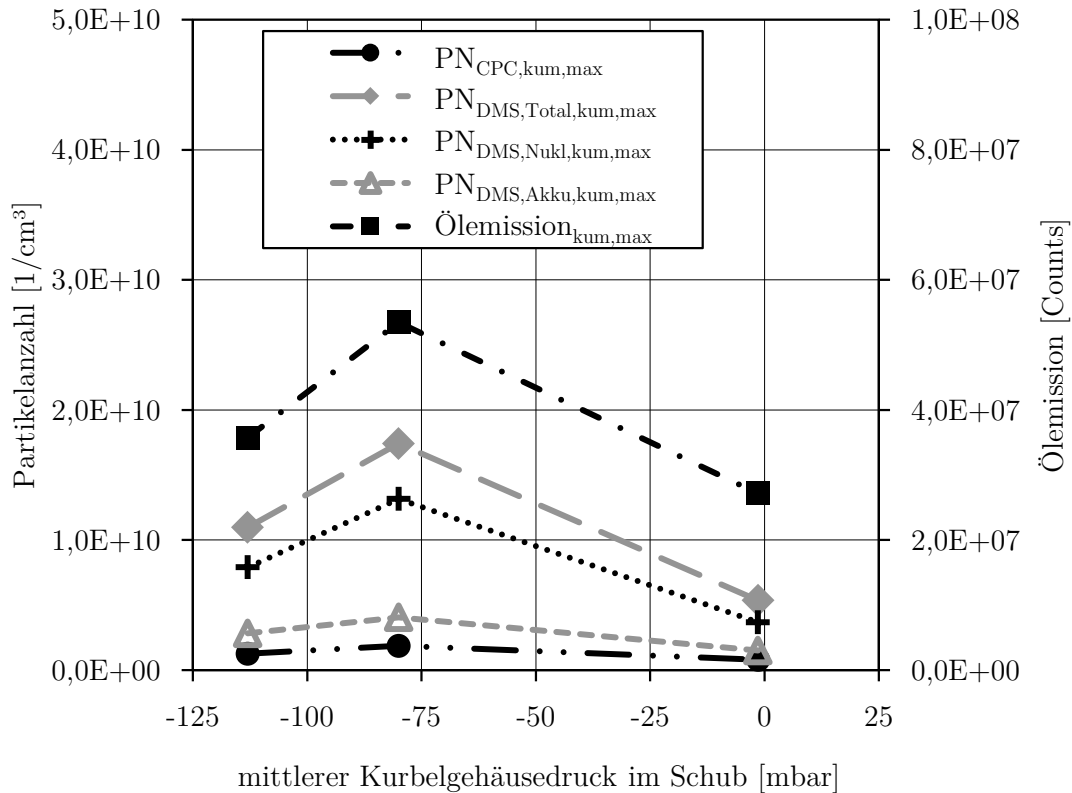 5,0E+10
4,0E+10
3,0E+10
2,0E+10
1,0E+10
0,0E+00
Partikelanzahl [1/cm³]
PN_CPC,kum,max
PN_DMS,Total,kum,max
PN_DMS,Nukl,kum,max
PN_DMS,Akku,kum,max
Ölemission_kum,max
1,0E+08
8,0E+07
6,0E+07
4,0E+07
2,0E+07
0,0E+00
Ölemission [Counts]
-125 -100 -75 -50 -25 0 25
mittlerer Kurbelgehäusedruck im Schub [mbar]